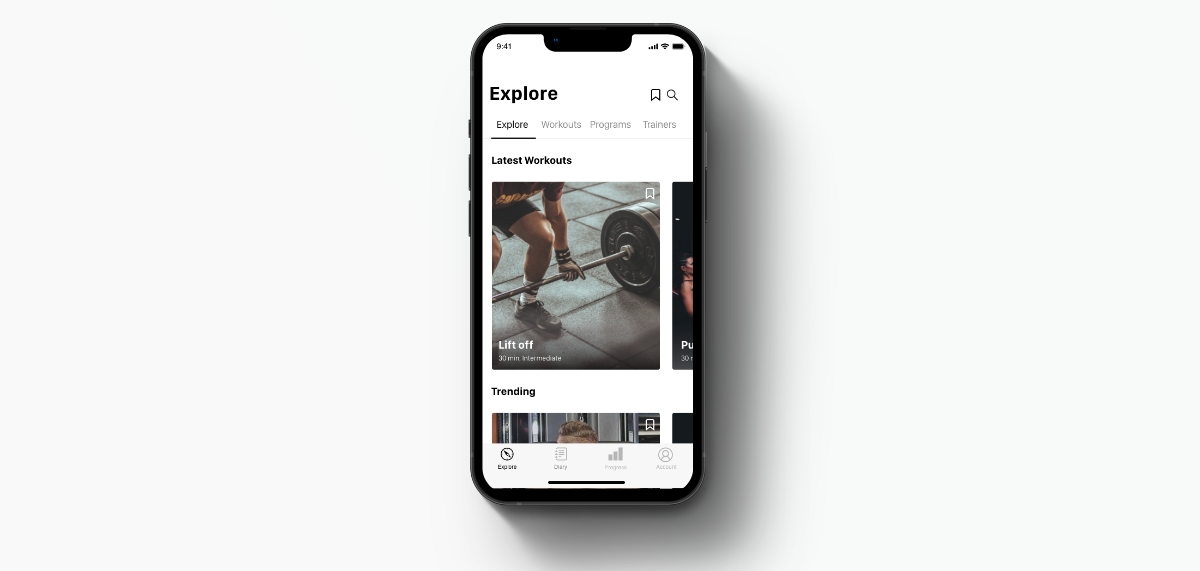 9:41
Explore
Explore Workouts Programs Trainers
Latest Workouts
Lift off
30 min. Intermediate
Pu
30 m
Trending
Explore Diary Progress Account